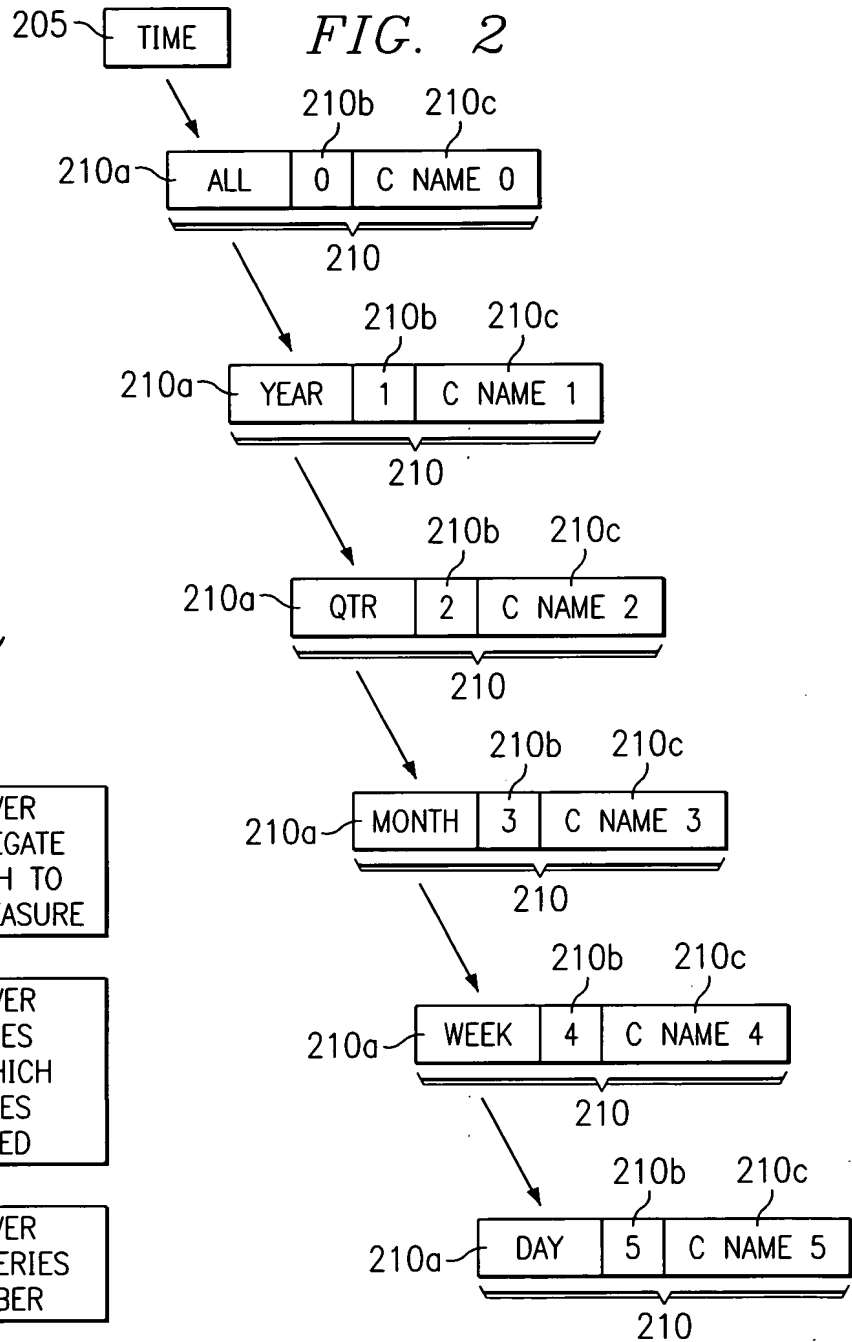 FIG. 2
205 TIME
210b 210c
210a ALL 0 C NAME 0
210
210b 210c
210a YEAR 1 C NAME 1
210
210b 210c
210a QTR 2 C NAME 2
210
210b 210c
210a MONTH 3 C NAME 3
210
210b 210c
210a WEEK 4 C NAME 4
210
210b 210c
210a DAY 5 C NAME 5
210
VER
EGATE
H TO
EASURE
VER
ES
HICH
ES
ED
VER
ERIES
BER